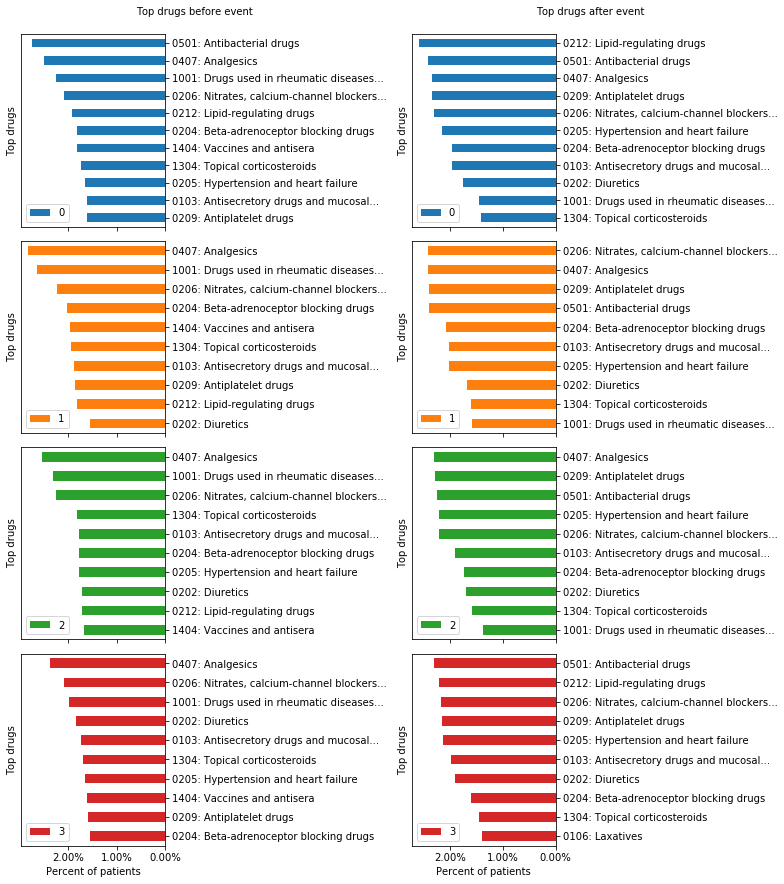 Top drugs before event
Top drugs
0501: Antibacterial drugs
0407: Analgesics
1001: Drugs used in rheumatic diseases...
0206: Nitrates, calcium-channel blockers...
0212: Lipid-regulating drugs
0204: Beta-adrenoceptor blocking drugs
1404: Vaccines and antisera
1304: Topical corticosteroids
0205: Hypertension and heart failure
0103: Antisecretory drugs and mucosal...
0209: Antiplatelet drugs
0
Top drugs
0407: Analgesics
1001: Drugs used in rheumatic diseases...
0206: Nitrates, calcium-channel blockers...
0204: Beta-adrenoceptor blocking drugs
1404: Vaccines and antisera
1304: Topical corticosteroids
0103: Antisecretory drugs and mucosal...
0209: Antiplatelet drugs
0212: Lipid-regulating drugs
0202: Diuretics
1
Top drugs
0407: Analgesics
1001: Drugs used in rheumatic diseases...
0206: Nitrates, calcium-channel blockers...
1304: Topical corticosteroids
0103: Antisecretory drugs and mucosal...
0204: Beta-adrenoceptor blocking drugs
0205: Hypertension and heart failure
0202: Diuretics
0212: Lipid-regulating drugs
1404: Vaccines and antisera
2
Top drugs
0407: Analgesics
0206: Nitrates, calcium-channel blockers...
1001: Drugs used in rheumatic diseases...
0202: Diuretics
0103: Antisecretory drugs and mucosal...
1304: Topical corticosteroids
0205: Hypertension and heart failure
1404: Vaccines and antisera
0209: Antiplatelet drugs
0204: Beta-adrenoceptor blocking drugs
3
2.00% 1.00% 0.00%
Percent of patients
Top drugs after event
Top drugs
0212: Lipid-regulating drugs
0501: Antibacterial drugs
0407: Analgesics
0209: Antiplatelet drugs
0206: Nitrates, calcium-channel blockers...
0205: Hypertension and heart failure
0204: Beta-adrenoceptor blocking drugs
0103: Antisecretory drugs and mucosal...
0202: Diuretics
1001: Drugs used in rheumatic diseases...
1304: Topical corticosteroids
0
Top drugs
0206: Nitrates, calcium-channel blockers...
0407: Analgesics
0209: Antiplatelet drugs
0501: Antibacterial drugs
0204: Beta-adrenoceptor blocking drugs
0103: Antisecretory drugs and mucosal...
0205: Hypertension and heart failure
0202: Diuretics
1304: Topical corticosteroids
1001: Drugs used in rheumatic diseases...
1
Top drugs
0407: Analgesics
0209: Antiplatelet drugs
0501: Antibacterial drugs
0205: Hypertension and heart failure
0206: Nitrates, calcium-channel blockers...
0103: Antisecretory drugs and mucosal...
0204: Beta-adrenoceptor blocking drugs
0202: Diuretics
1304: Topical corticosteroids
1001: Drugs used in rheumatic diseases...
2
Top drugs
0501: Antibacterial drugs
0212: Lipid-regulating drugs
0206: Nitrates, calcium-channel blockers...
0209: Antiplatelet drugs
0205: Hypertension and heart failure
0103: Antisecretory drugs and mucosal...
0202: Diuretics
0204: Beta-adrenoceptor blocking drugs
1304: Topical corticosteroids
0106: Laxatives
3
2.00% 1.00% 0.00%
Percent of patients